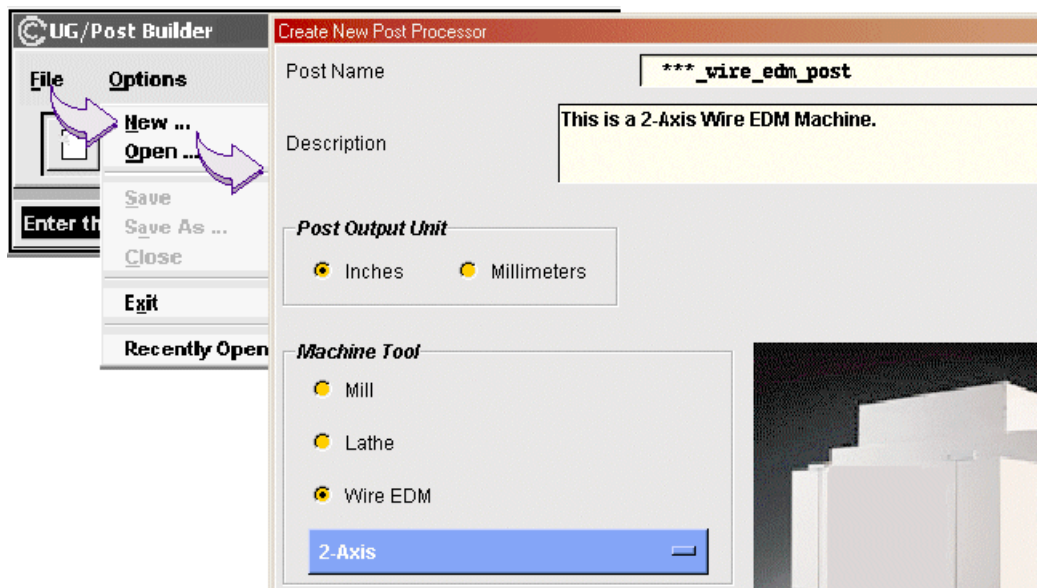 UG/Post Builder
File Options
New ...
Open ...
Save
Save As ...
Close
Exit
Recently Open
Enter th
Create New Post Processor
Post Name
***_wire_edm_post
Description
This is a 2-Axis Wire EDM Machine.
Post Output Unit
Inches Millimeters
Machine Tool
Mill
Lathe
Wire EDM
2-Axis